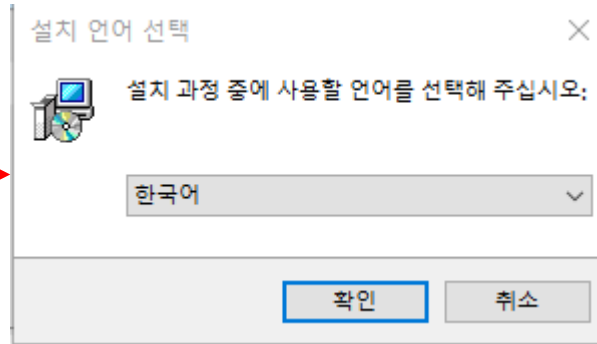 설치 언어 선택
설치 과정 중에 사용할 언어를 선택해 주십시오:
한국어
확인
취소